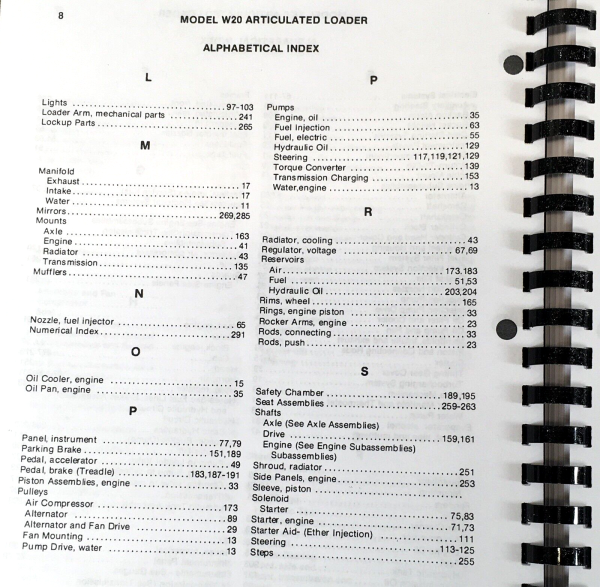 8
MODEL W20 ARTICULATED LOADER
ALPHABETICAL INDEX
L
Lights ........................................ 97-103
Loader Arm, mechanical parts .................. 241
Lockup Parts .................................. 265
M
Manifold
Exhaust ....................................... 17
Intake ........................................ 17
Water ......................................... 11
Mirrors ....................................... 269,285
Mounts
Axle .......................................... 163
Engine ........................................ 41
Radiator ...................................... 43
Transmission .................................. 135
Mufflers ...................................... 47
N
Nozzle, fuel injector ......................... 65
Numerical Index ............................... 291
O
Oil Cooler, engine ............................ 15
Oil Pan, engine ............................... 35
P
Panel, instrument ............................. 77,79
Parking Brake ................................. 151,189
Pedal, accelerator ............................ 49
Pedal, brake (Treadle) ........................ 183,187-191
Piston Assemblies, engine ..................... 33
Pulleys
Air Compressor ................................ 173
Alternator .................................... 89
Alternator and Fan Drive ...................... 29
Fan Mounting .................................. 13
Pump Drive, water ............................. 13
P
Pumps
Engine, oil ................................... 35
Fuel Injection ................................ 63
Fuel, electric ................................ 55
Hydraulic Oil ................................. 129
Steering ...................................... 117,119,121,129
Torque Converter .............................. 139
Transmission Charging ......................... 153
Water,engine .................................. 13
R
Radiator, cooling ............................. 43
Regulator, voltage ............................ 67,69
Reservoirs
Air ........................................... 173,183
Fuel .......................................... 51,53
Hydraulic Oil ................................. 203,204
Rims, wheel ................................... 165
Rings, engine piston .......................... 33
Rocker Arms, engine ........................... 23
Rods, connecting .............................. 33
Rods, push .................................... 23
S
Safety Chamber ................................ 189,195
Seat Assemblies ............................... 259-263
Shafts
Axle (See Axle Assemblies)
Drive ......................................... 159,161
Engine (See Engine Subassemblies)
Subassemblies)
Shroud, radiator .............................. 251
Side Panels, engine ........................... 253
Sleeve, piston ................................
Solenoid
Starter ....................................... 75,83
Starter, engine ............................... 71,73
Starter Aid- (Ether Injection) ................ 111
Steering ...................................... 113-125
Steps ......................................... 255